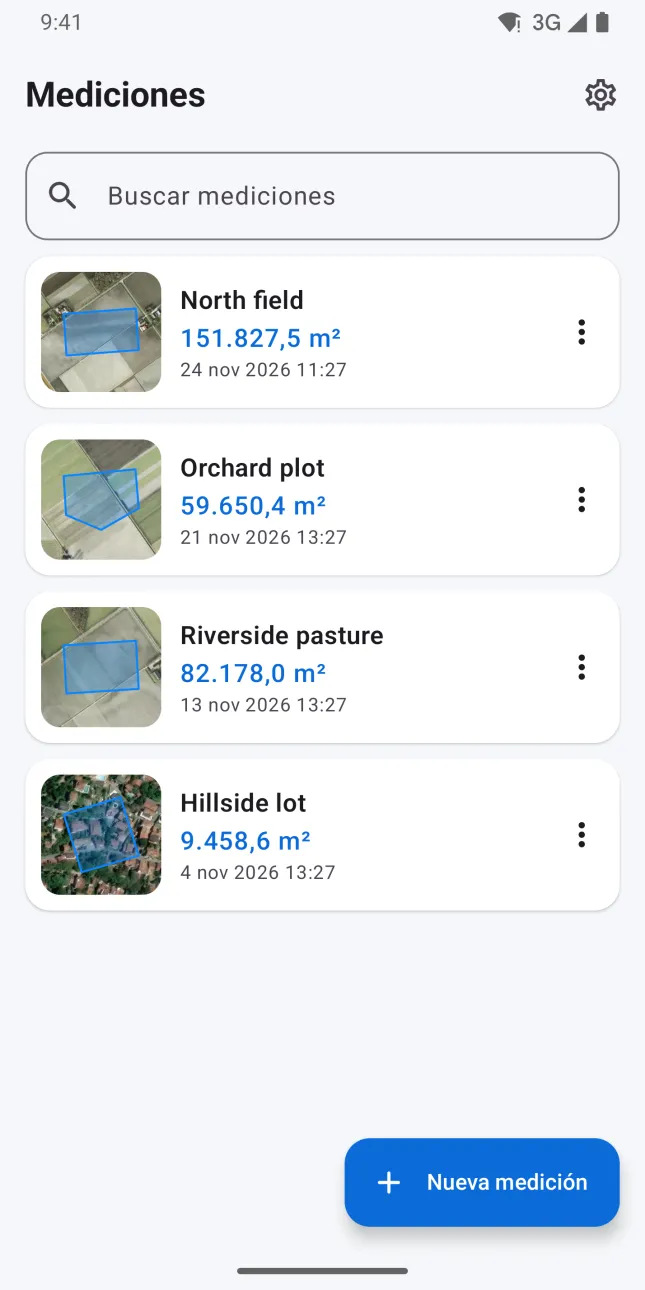 9:41
3G
Mediciones
Buscar mediciones
North field
151.827,5 m²
24 nov 2026 11:27
Orchard plot
59.650,4 m²
21 nov 2026 13:27
Riverside pasture
82.178,0 m²
13 nov 2026 13:27
Hillside lot
9.458,6 m²
4 nov 2026 13:27
Nueva medición